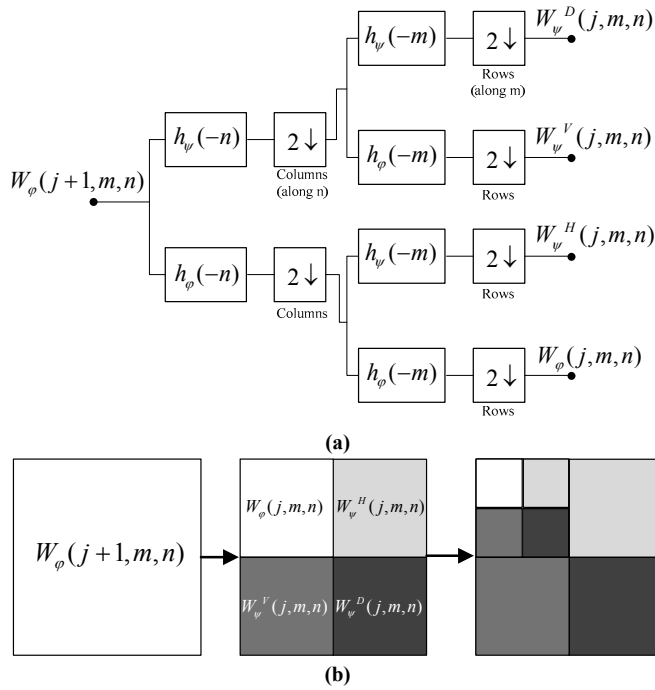 W_ψ^D(j,m,n)
h_ψ(−m)
2↓
Rows
(along m)
h_ψ(−n)
2↓
Columns
(along n)
h_φ(−m)
2↓
Rows
W_ψ^V(j,m,n)
W_φ(j+1,m,n)
h_φ(−n)
2↓
Columns
h_ψ(−m)
2↓
Rows
W_ψ^H(j,m,n)
h_φ(−m)
2↓
Rows
W_φ(j,m,n)
(a)
W_φ(j+1,m,n)
W_φ(j,m,n)
W_ψ^H(j,m,n)
W_ψ^V(j,m,n)
W_ψ^D(j,m,n)
(b)